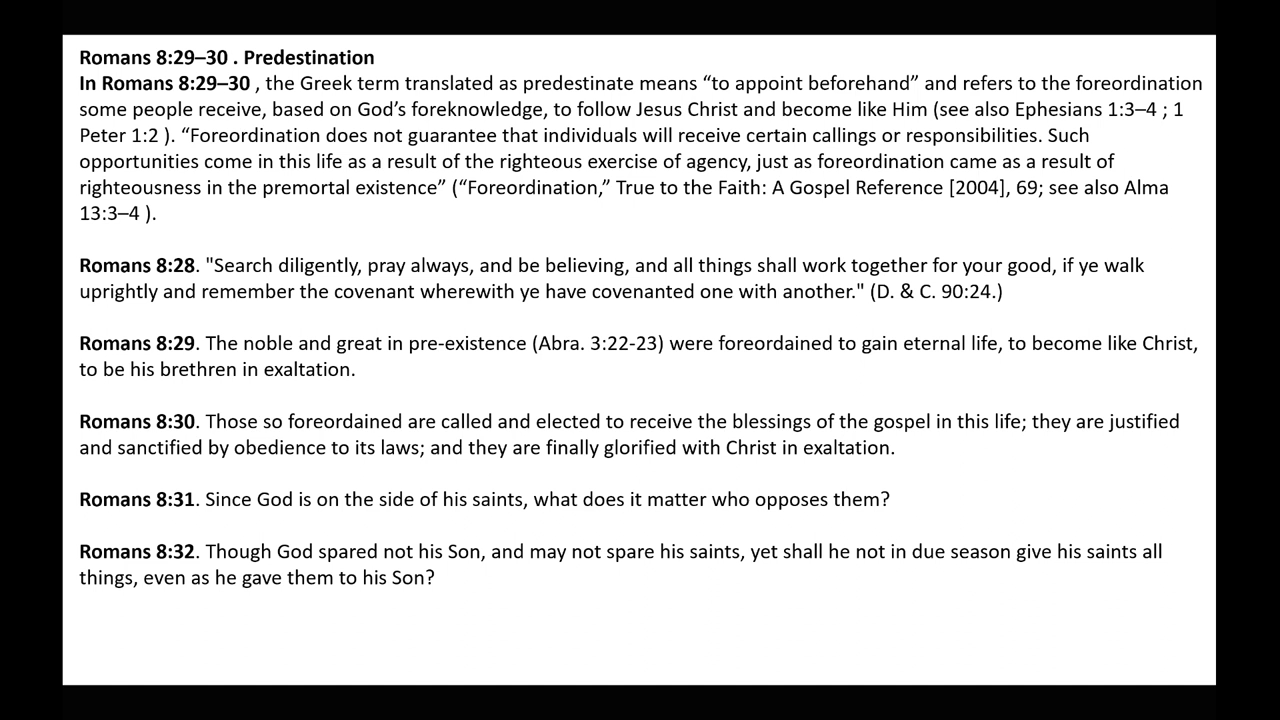 Romans 8:29–30 . Predestination
In Romans 8:29–30 , the Greek term translated as predestinate means “to appoint beforehand” and refers to the foreordination
some people receive, based on God’s foreknowledge, to follow Jesus Christ and become like Him (see also Ephesians 1:3–4 ; 1
Peter 1:2 ). “Foreordination does not guarantee that individuals will receive certain callings or responsibilities. Such
opportunities come in this life as a result of the righteous exercise of agency, just as foreordination came as a result of
righteousness in the premortal existence” (“Foreordination,” True to the Faith: A Gospel Reference [2004], 69; see also Alma
13:3–4 ).
Romans 8:28. "Search diligently, pray always, and be believing, and all things shall work together for your good, if ye walk
uprightly and remember the covenant wherewith ye have covenanted one with another." (D. & C. 90:24.)
Romans 8:29. The noble and great in pre-existence (Abra. 3:22-23) were foreordained to gain eternal life, to become like Christ,
to be his brethren in exaltation.
Romans 8:30. Those so foreordained are called and elected to receive the blessings of the gospel in this life; they are justified
and sanctified by obedience to its laws; and they are finally glorified with Christ in exaltation.
Romans 8:31. Since God is on the side of his saints, what does it matter who opposes them?
Romans 8:32. Though God spared not his Son, and may not spare his saints, yet shall he not in due season give his saints all
things, even as he gave them to his Son?